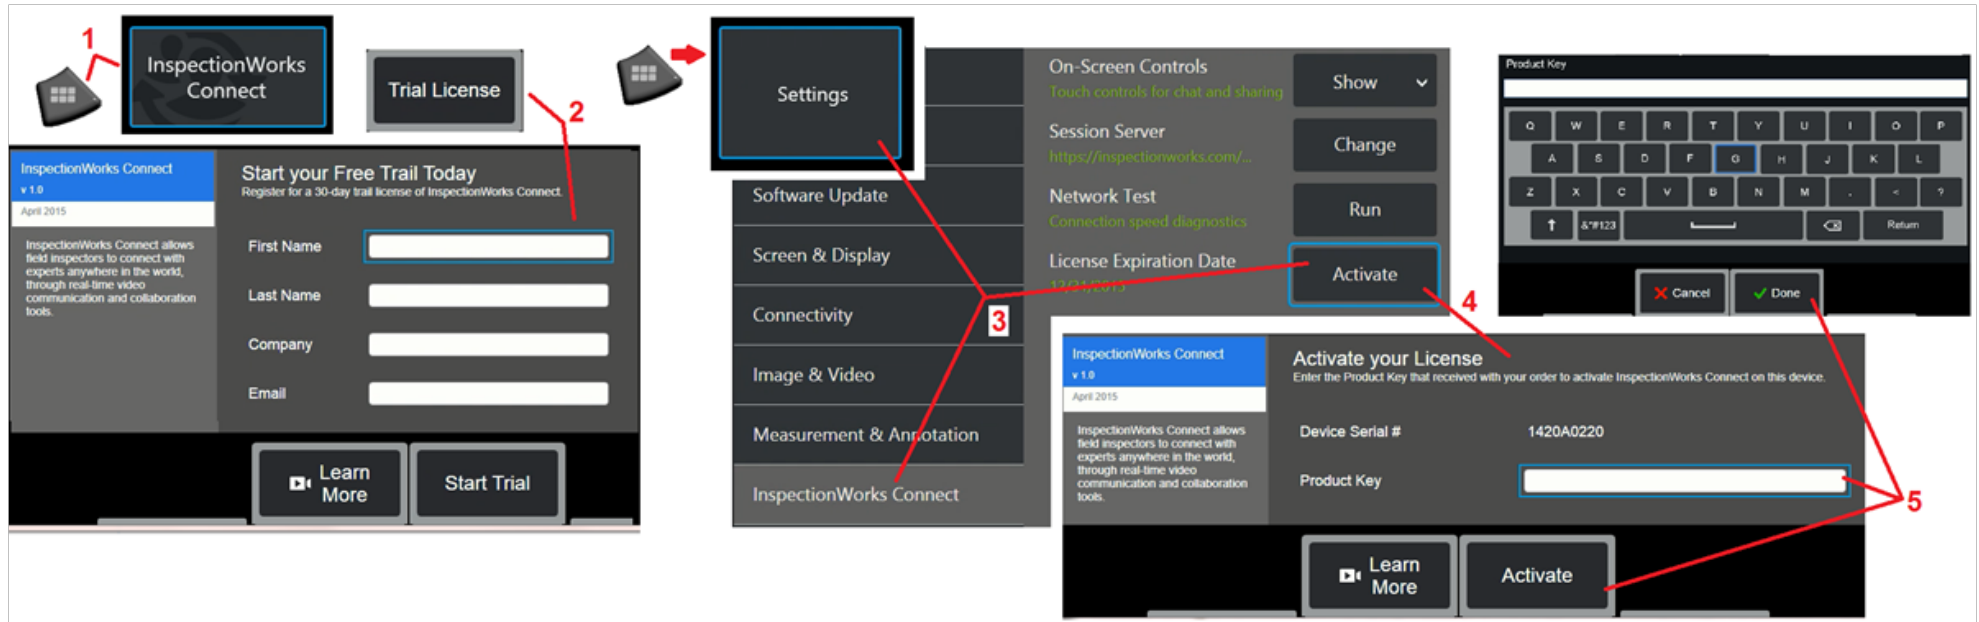 1
InspectionWorks
Connect
Trial License
2
InspectionWorks Connect
v 1.0
April 2015
InspectionWorks Connect allows
field inspectors to connect with
experts anywhere in the world,
through real-time video
communication and collaboration
tools.
Start your Free Trail Today
Register for a 30-day trail license of InspectionWorks Connect.
First Name
Last Name
Company
Email
Learn
More
Start Trial
Settings
Software Update
Screen & Display
Connectivity
Image & Video
Measurement & Annotation
InspectionWorks Connect
On-Screen Controls
Touch controls for chat and sharing
Show
Session Server
https://inspectionworks.com/...
Change
Network Test
Connection speed diagnostics
Run
License Expiration Date
12/31/2015
Activate
3
4
Product Key
Q W E R T Y U I O P
A S D F G H J K L
Z X C V B N M . < ?
&*#123
Return
Cancel
Done
InspectionWorks Connect
v 1.0
April 2015
InspectionWorks Connect allows
field inspectors to connect with
experts anywhere in the world,
through real-time video
communication and collaboration
tools.
Activate your License
Enter the Product Key that received with your order to activate InspectionWorks Connect on this device.
Device Serial # 1420A0220
Product Key
5
Learn
More
Activate